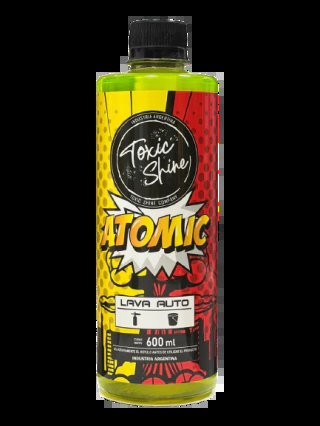 INDUSTRIA ARGENTINA
Toxic
Shine
TOXIC SHINE COMPANY
ATOMIC
LAVA AUTO
600 ml
INDUSTRIA ARGENTINA